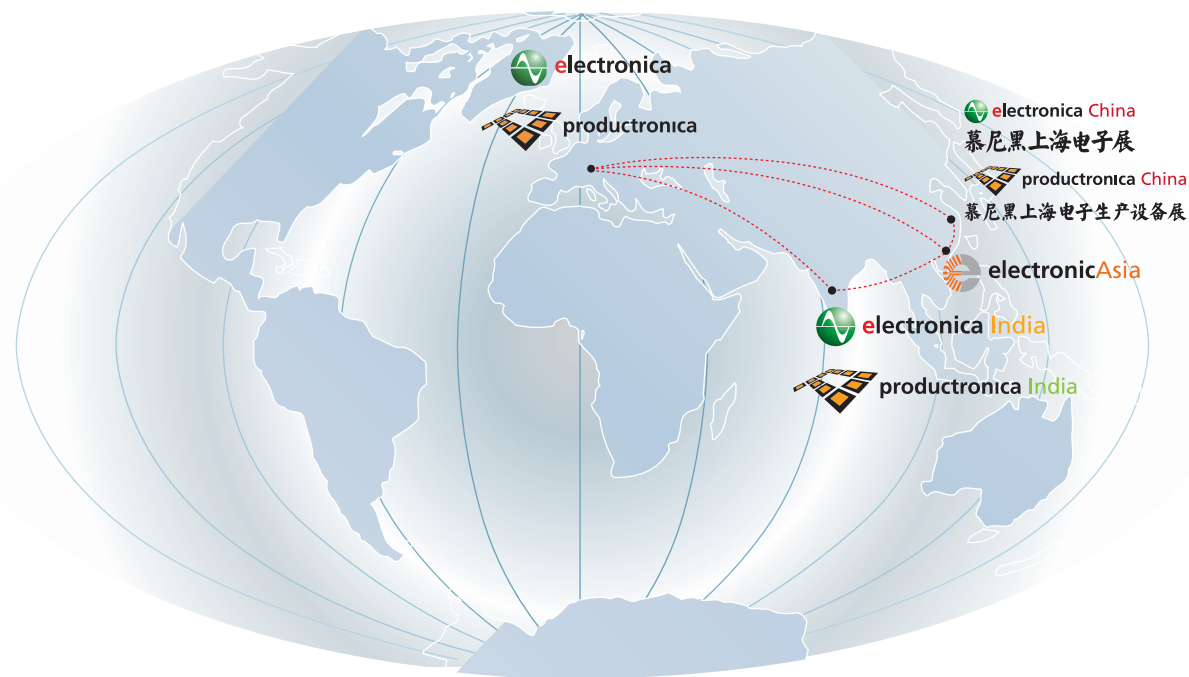 electronica
productronica
electronica China
慕尼黑上海电子展
productronica China
慕尼黑上海电子生产设备展
electronicAsia
electronica India
productronica India